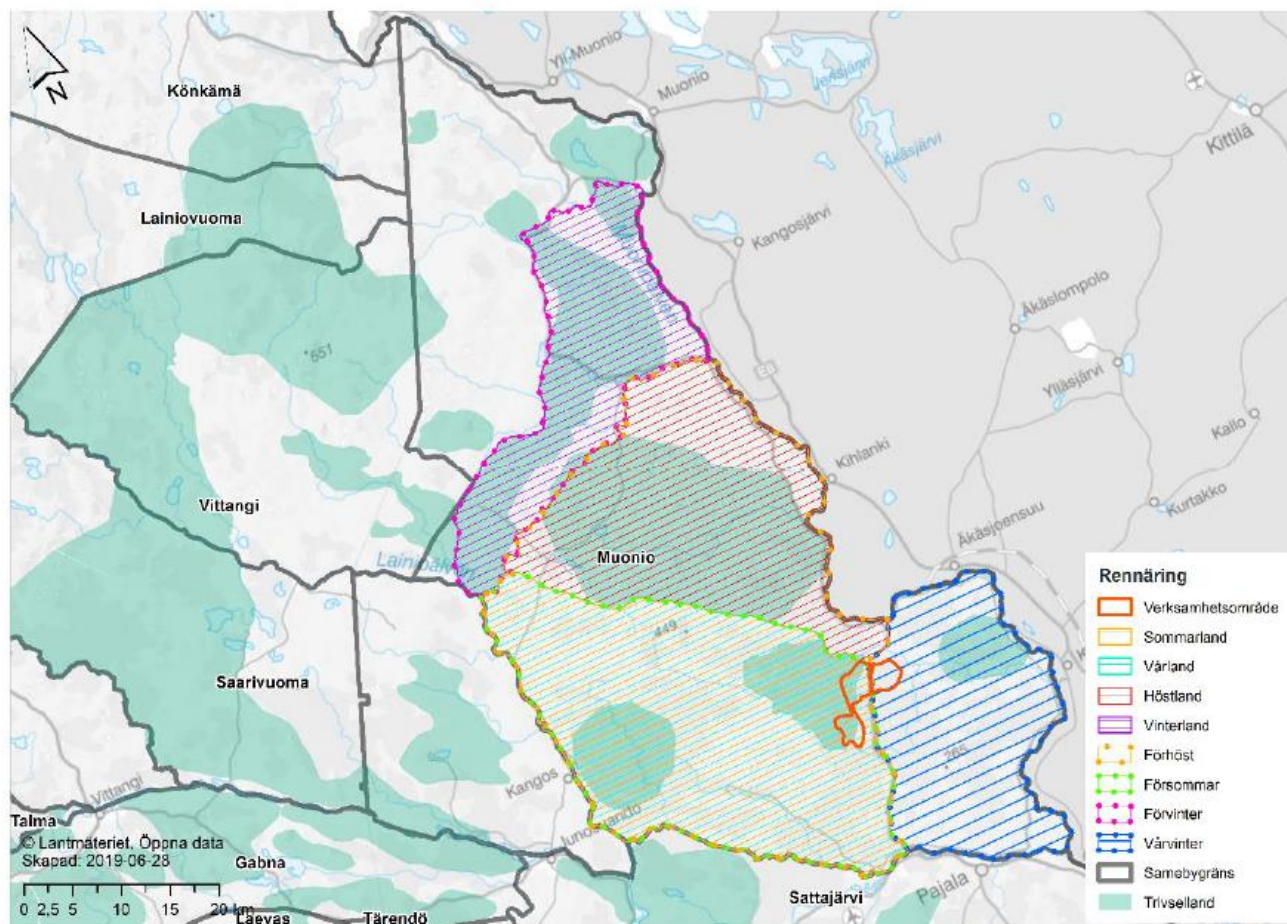 N
Könkämä
Yli-Muonio
Muonio
Jerisjärvi
Äkäsjärvi
Kittilä
Lainiovuoma
Kangosjärvi
651
Äkäslompolo
Ylläsjärvi
Kallo
E8
Kihlanki
Kurtakko
Vittangi
Äkäsjoensuu
Muonio
449
Saarivuoma
265
Kangos
Junosuando
Vittangi
Talma
Gabna
Sattajärvi
Pajala
Laevas
Tärendö
© Lantmäteriet, Öppna data
Skapad: 2019-06-28
0 2,5 5 10 15 20 km
Rennäring
Verksamhetsområde
Sommarland
Vårland
Höstland
Vinterland
Förhöst
Försommar
Förvinter
Vårvinter
Samebygräns
Trivselland